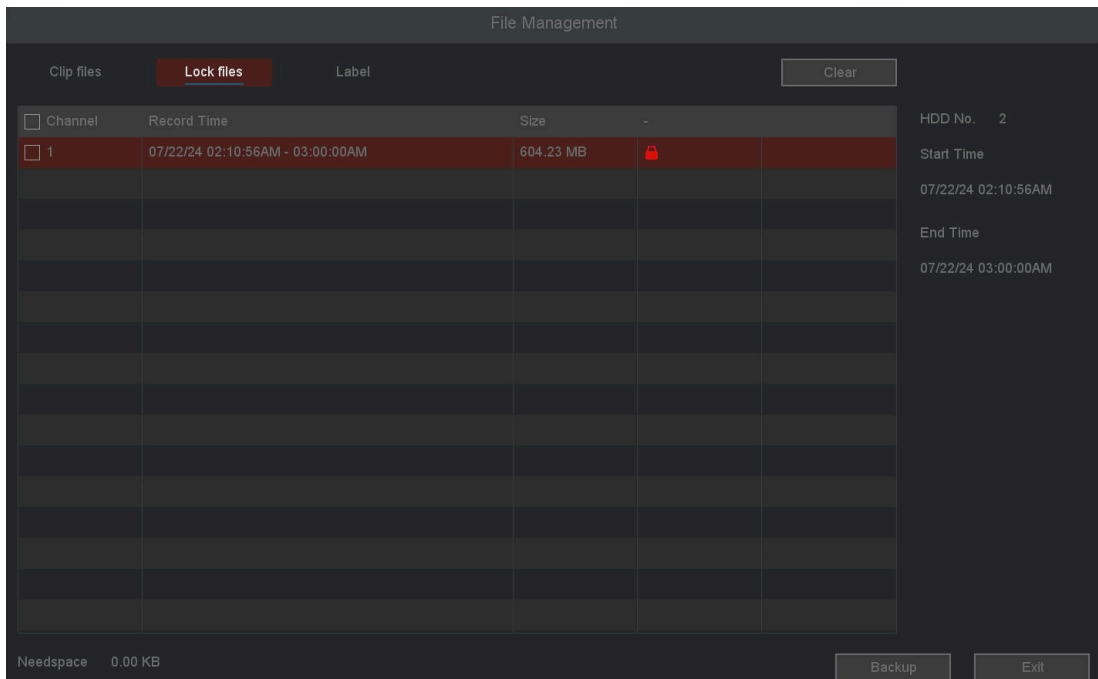 File Management
Clip files Lock files Label Clear
Channel Record Time Size -
1 07/22/24 02:10:56AM - 03:00:00AM 604.23 MB
HDD No. 2
Start Time
07/22/24 02:10:56AM
End Time
07/22/24 03:00:00AM
Needspace 0.00 KB
Backup Exit